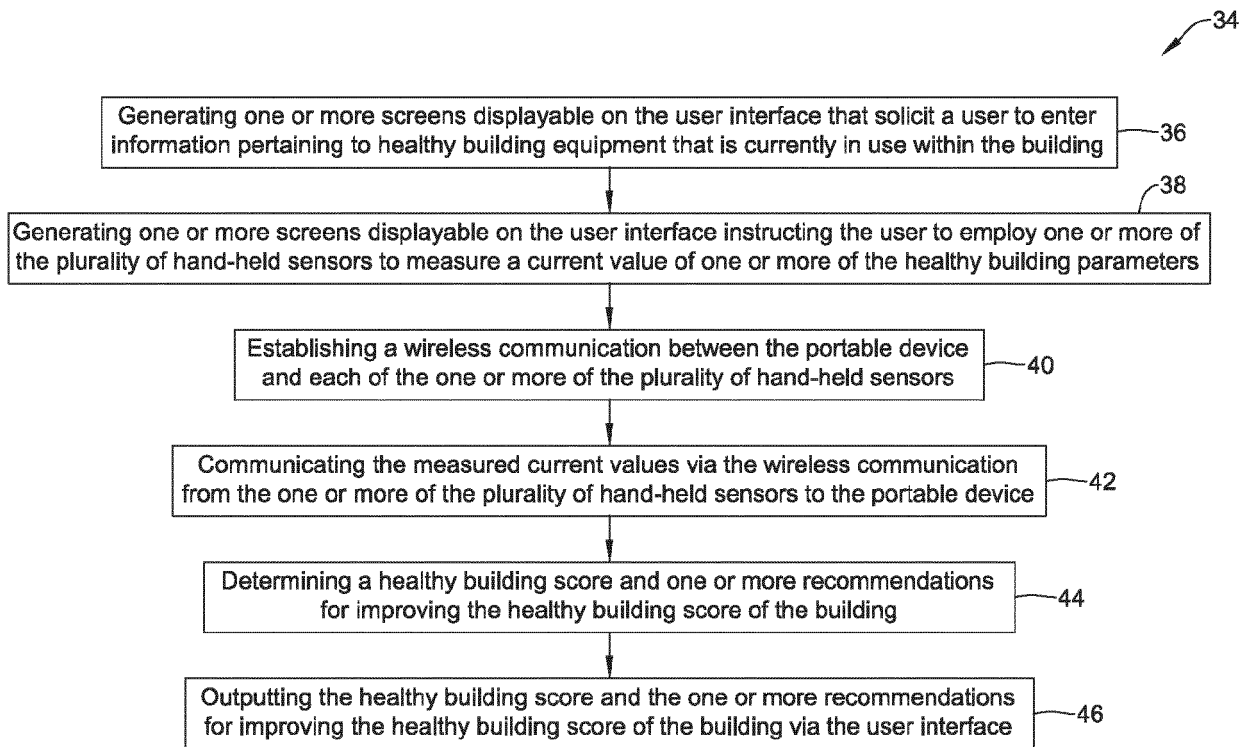 34
Generating one or more screens displayable on the user interface that solicit a user to enter
information pertaining to healthy building equipment that is currently in use within the building
36
38
Generating one or more screens displayable on the user interface instructing the user to employ one or more of
the plurality of hand-held sensors to measure a current value of one or more of the healthy building parameters
Establishing a wireless communication between the portable device
and each of the one or more of the plurality of hand-held sensors
40
Communicating the measured current values via the wireless communication
from the one or more of the plurality of hand-held sensors to the portable device
42
Determining a healthy building score and one or more recommendations
for improving the healthy building score of the building
44
Outputting the healthy building score and the one or more recommendations
for improving the healthy building score of the building via the user interface
46